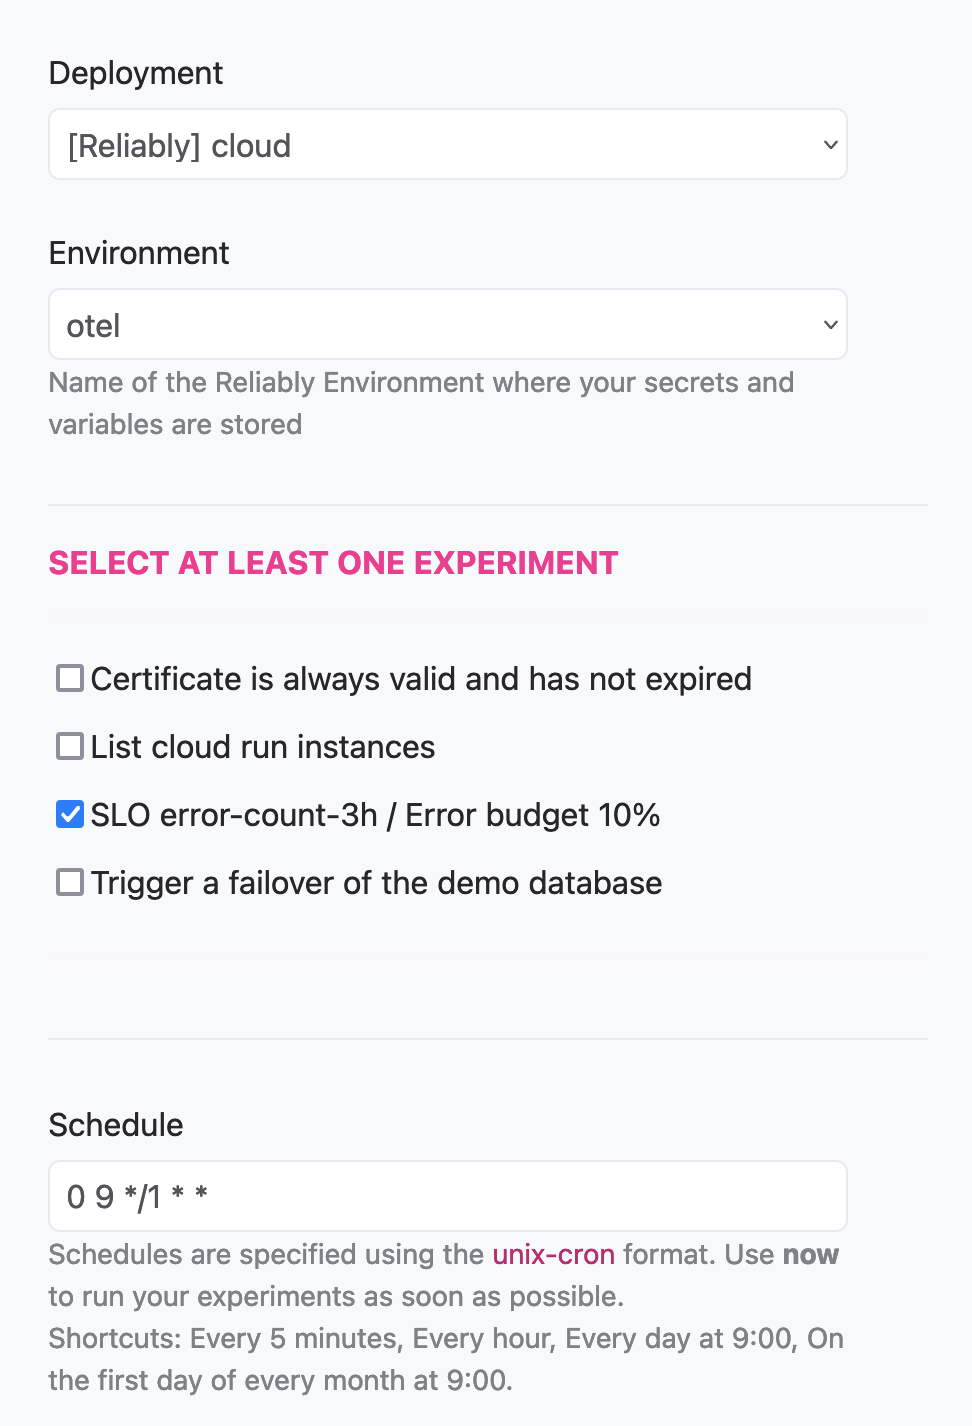 Deployment
[Reliably] cloud
Environment
otel
Name of the Reliably Environment where your secrets and
variables are stored
SELECT AT LEAST ONE EXPERIMENT
Certificate is always valid and has not expired
List cloud run instances
SLO error-count-3h / Error budget 10%
Trigger a failover of the demo database
Schedule
0 9 */1 * *
Schedules are specified using the unix-cron format. Use now
to run your experiments as soon as possible.
Shortcuts: Every 5 minutes, Every hour, Every day at 9:00, On
the first day of every month at 9:00.